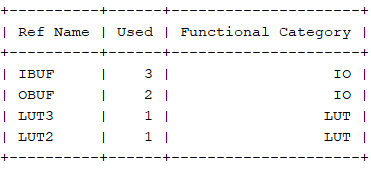 +----------+------+---------------------+
| Ref Name | Used | Functional Category |
+----------+------+---------------------+
| IBUF     |    3 |                  IO |
| OBUF     |    2 |                  IO |
| LUT3     |    1 |                 LUT |
| LUT2     |    1 |                 LUT |
+----------+------+---------------------+